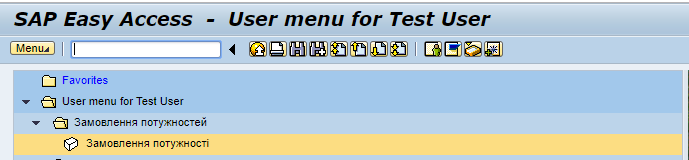 SAP Easy Access - User menu for Test User
Menu
Favorites
User menu for Test User
Замовлення потужностей
Замовлення потужності